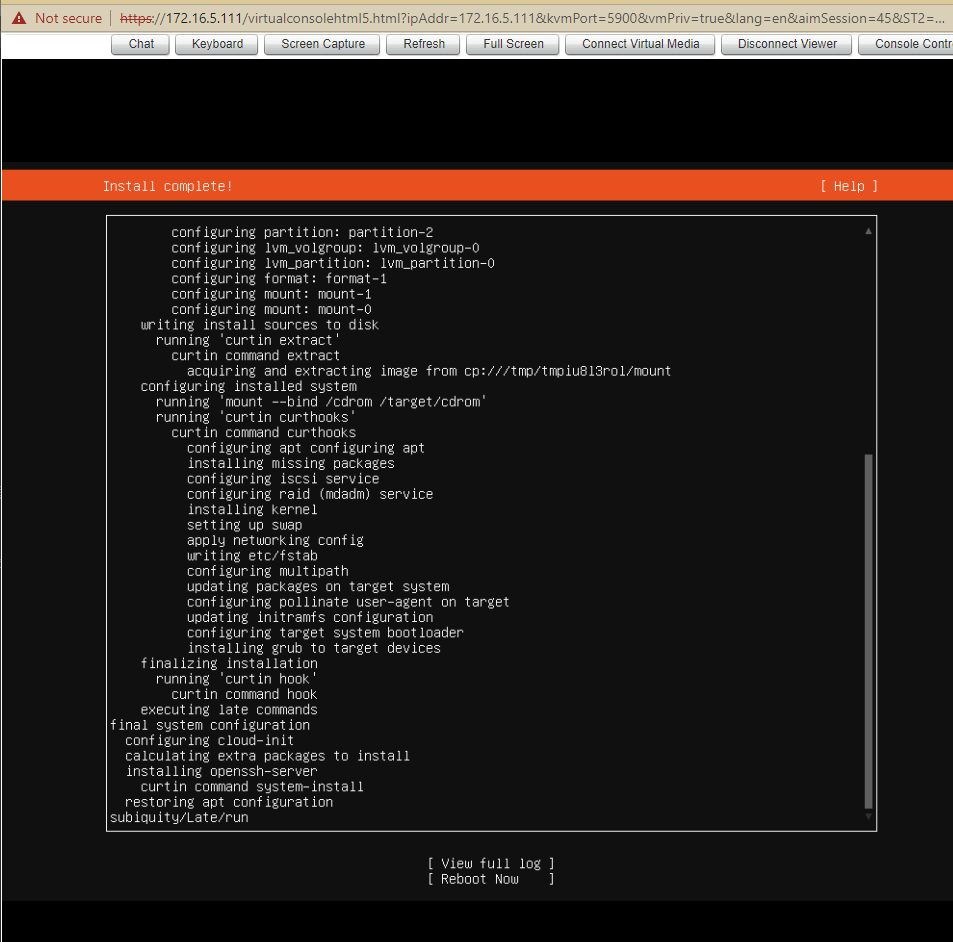 Not secure | https://172.16.5.111/virtualconsolehtml5.html?ipAddr=172.16.5.111&kvmPort=5900&vmPriv=true&lang=en&aimSession=45&ST2=...
Chat Keyboard Screen Capture Refresh Full Screen Connect Virtual Media Disconnect Viewer Console Contr
Install complete! [ Help ]
configuring partition: partition-2
configuring lvm_volgroup: lvm_volgroup-0
configuring lvm_partition: lvm_partition-0
configuring format: format-1
configuring mount: mount-1
configuring mount: mount-0
writing install sources to disk
running 'curtin extract'
curtin command extract
acquiring and extracting image from cp:///tmp/tmpiu8l3rol/mount
configuring installed system
running 'mount --bind /cdrom /target/cdrom'
running 'curtin curthooks'
curtin command curthooks
configuring apt configuring apt
installing missing packages
configuring iscsi service
configuring raid (mdadm) service
installing kernel
setting up swap
apply networking config
writing etc/fstab
configuring multipath
updating packages on target system
configuring pollinate user-agent on target
updating initramfs configuration
configuring target system bootloader
installing grub to target devices
finalizing installation
running 'curtin hook'
curtin command hook
executing late commands
final system configuration
configuring cloud-init
calculating extra packages to install
installing openssh-server
curtin command system-install
restoring apt configuration
subiquity/Late/run
[ View full log ]
[ Reboot Now ]